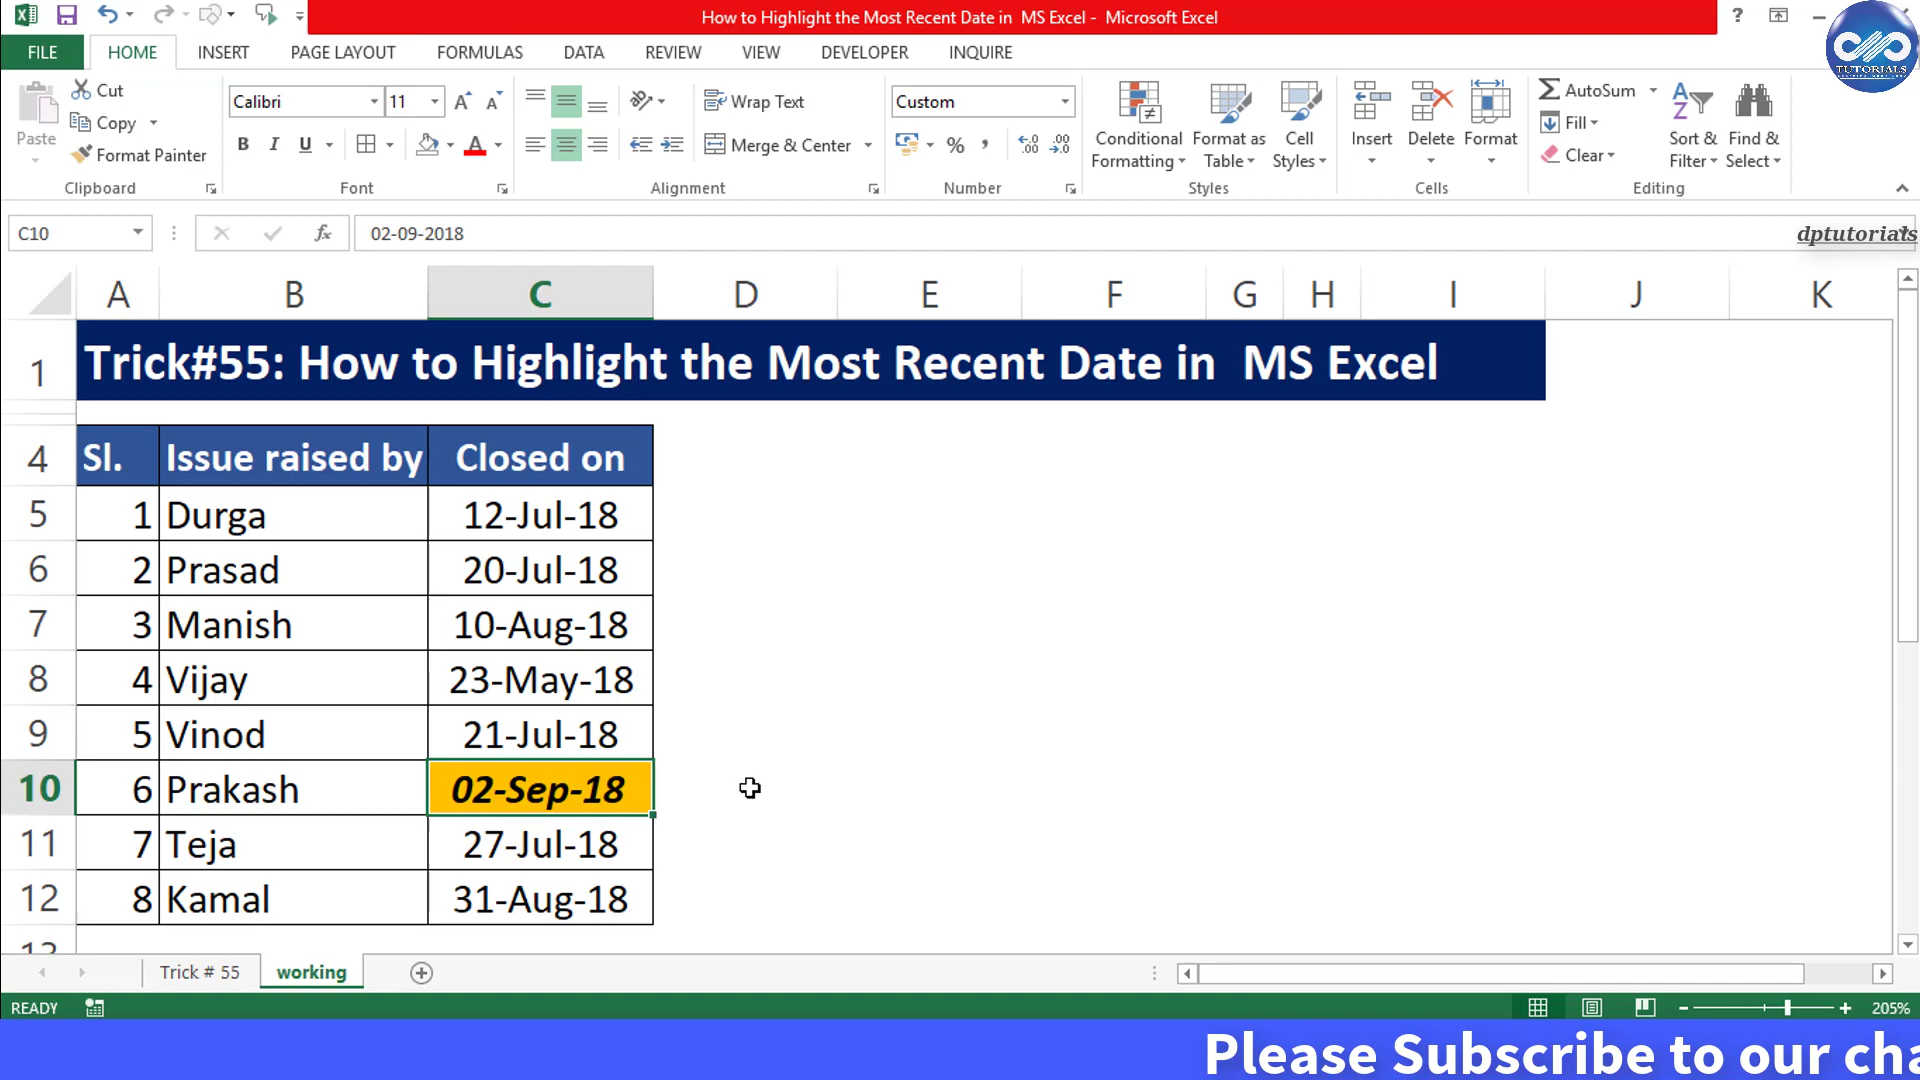 How to Highlight the Most Recent Date in  MS Excel -  Microsoft Excel
FILE HOME INSERT PAGE LAYOUT FORMULAS DATA REVIEW VIEW DEVELOPER INQUIRE
TUTORIALS
Paste Cut Copy Format Painter
Calibri 11
B I U
Wrap Text
Merge & Center
Custom
%
Conditional Formatting
Format as Table
Cell Styles
Insert Delete Format
AutoSum
Fill
Clear
Sort & Filter
Find & Select
Clipboard Font Alignment Number Styles Cells Editing
C10 fx 02-09-2018
dptutorials
A B C D E F G H I J K
1 Trick#55: How to Highlight the Most Recent Date in  MS Excel
4 Sl. Issue raised by Closed on
5 1 Durga 12-Jul-18
6 2 Prasad 20-Jul-18
7 3 Manish 10-Aug-18
8 4 Vijay 23-May-18
9 5 Vinod 21-Jul-18
10 6 Prakash 02-Sep-18
11 7 Teja 27-Jul-18
12 8 Kamal 31-Aug-18
13
Trick # 55 working
READY 205%
Please Subscribe to our cha